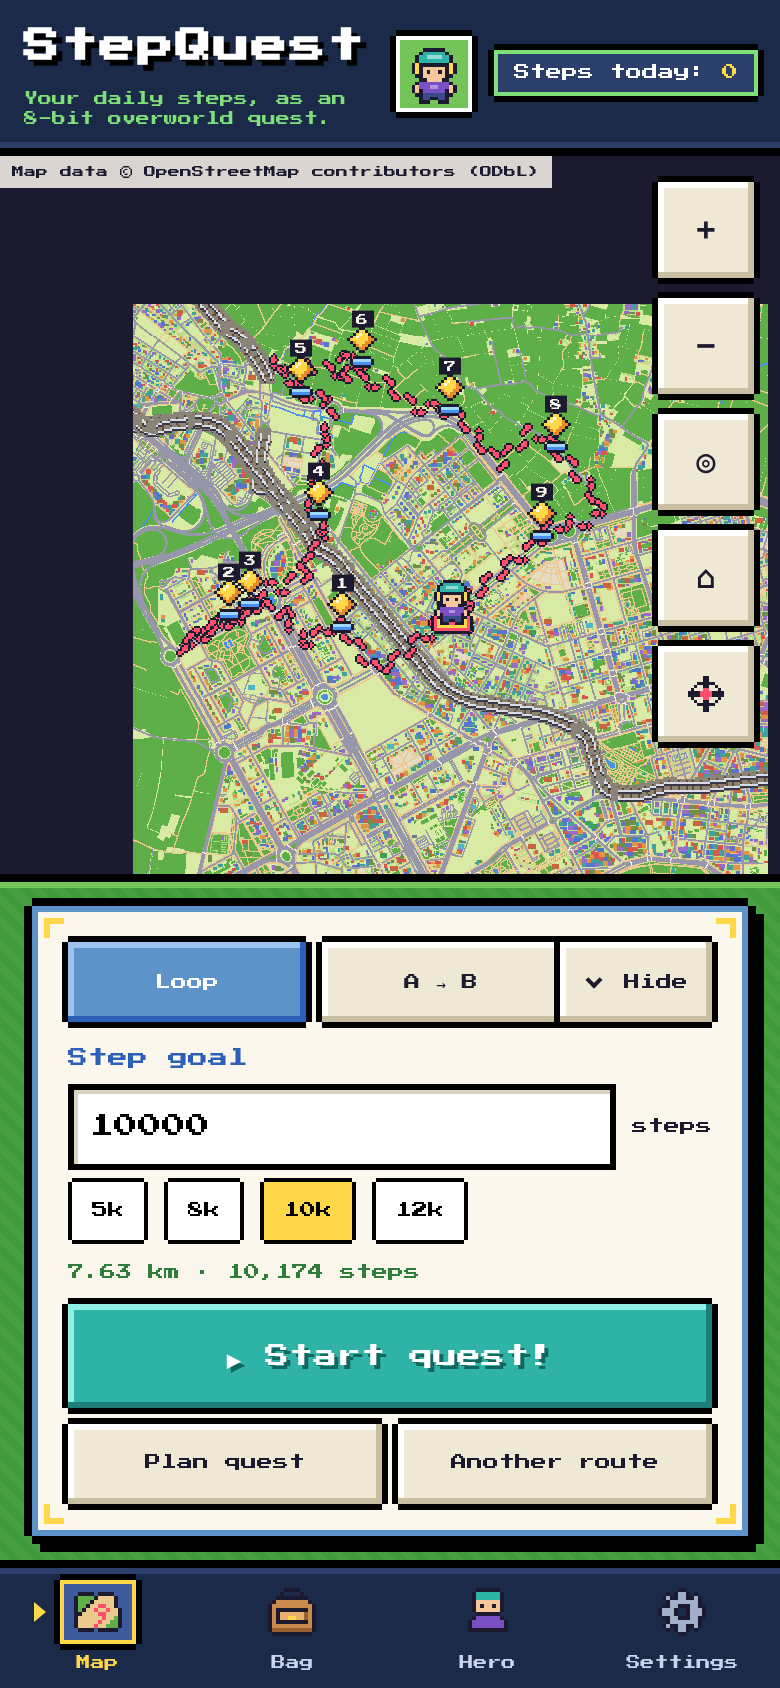 StepQuest
Your daily steps, as an
8-bit overworld quest.
Steps today: 0
Map data © OpenStreetMap contributors (ODbL)
+
−
◎
⌂
6
5
7
8
4
9
3
2
1
Loop
A → B
Hide
Step goal
10000
steps
5k
8k
10k
12k
7.63 km · 10,174 steps
▶ Start quest!
Plan quest
Another route
Map
Bag
Hero
Settings